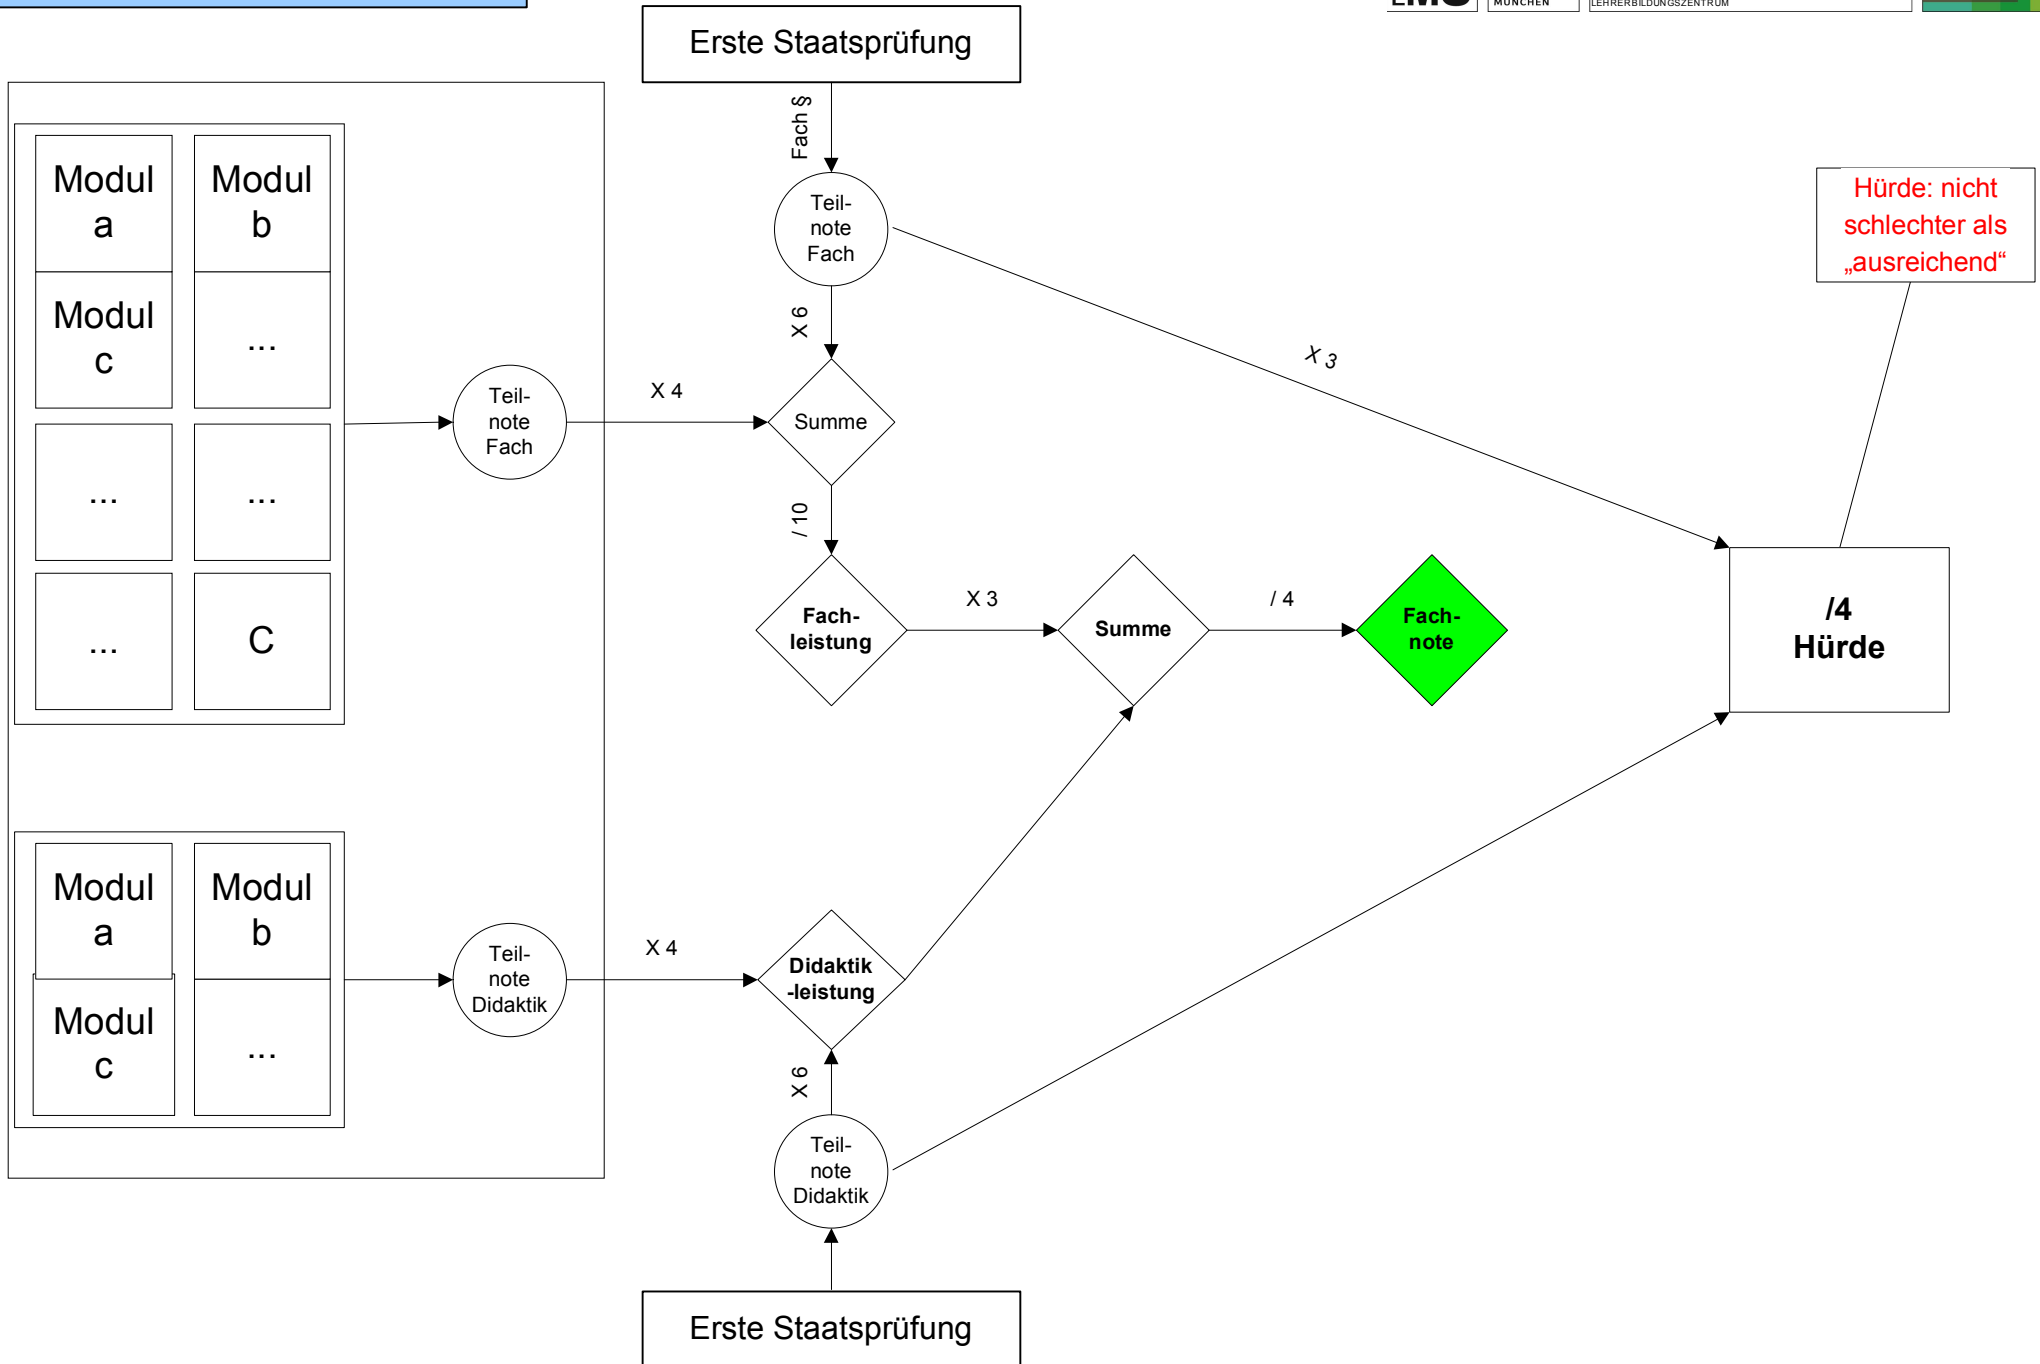 MÜNCHEN
LEHRERBILDUNGSZENTRUM
Erste Staatsprüfung
Fach §
Teil-
note
Fach
Hürde: nicht
schlechter als
„ausreichend“
Modul
a
Modul
b
Modul
c
...
...
...
...
C
Teil-
note
Fach
X 4
X 6
Summe
X 3
/ 10
Fach-
leistung
X 3
Summe
/ 4
Fach-
note
/4
Hürde
Modul
a
Modul
b
Modul
c
...
Teil-
note
Didaktik
X 4
Didaktik
-leistung
X 6
Teil-
note
Didaktik
Erste Staatsprüfung